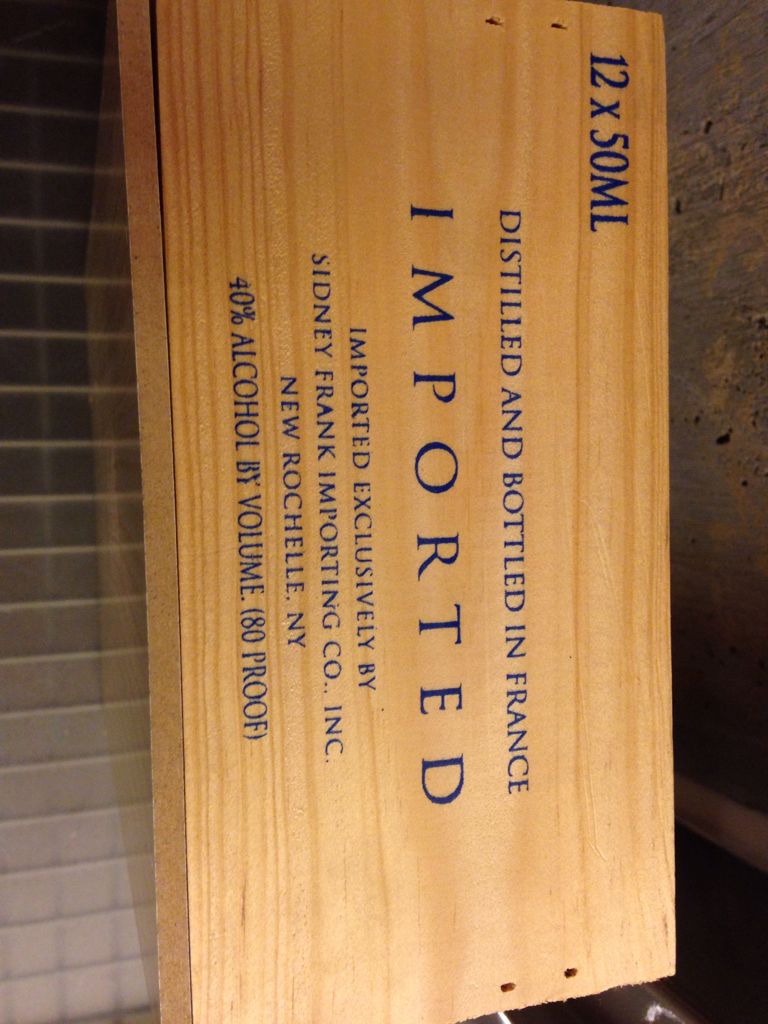 12 x 50ML
DISTILLED AND BOTTLED IN FRANCE
IMPORTED
IMPORTED EXCLUSIVELY BY
SIDNEY FRANK IMPORTING CO., INC.
NEW ROCHELLE, NY
40% ALCOHOL BY VOLUME (80 PROOF)